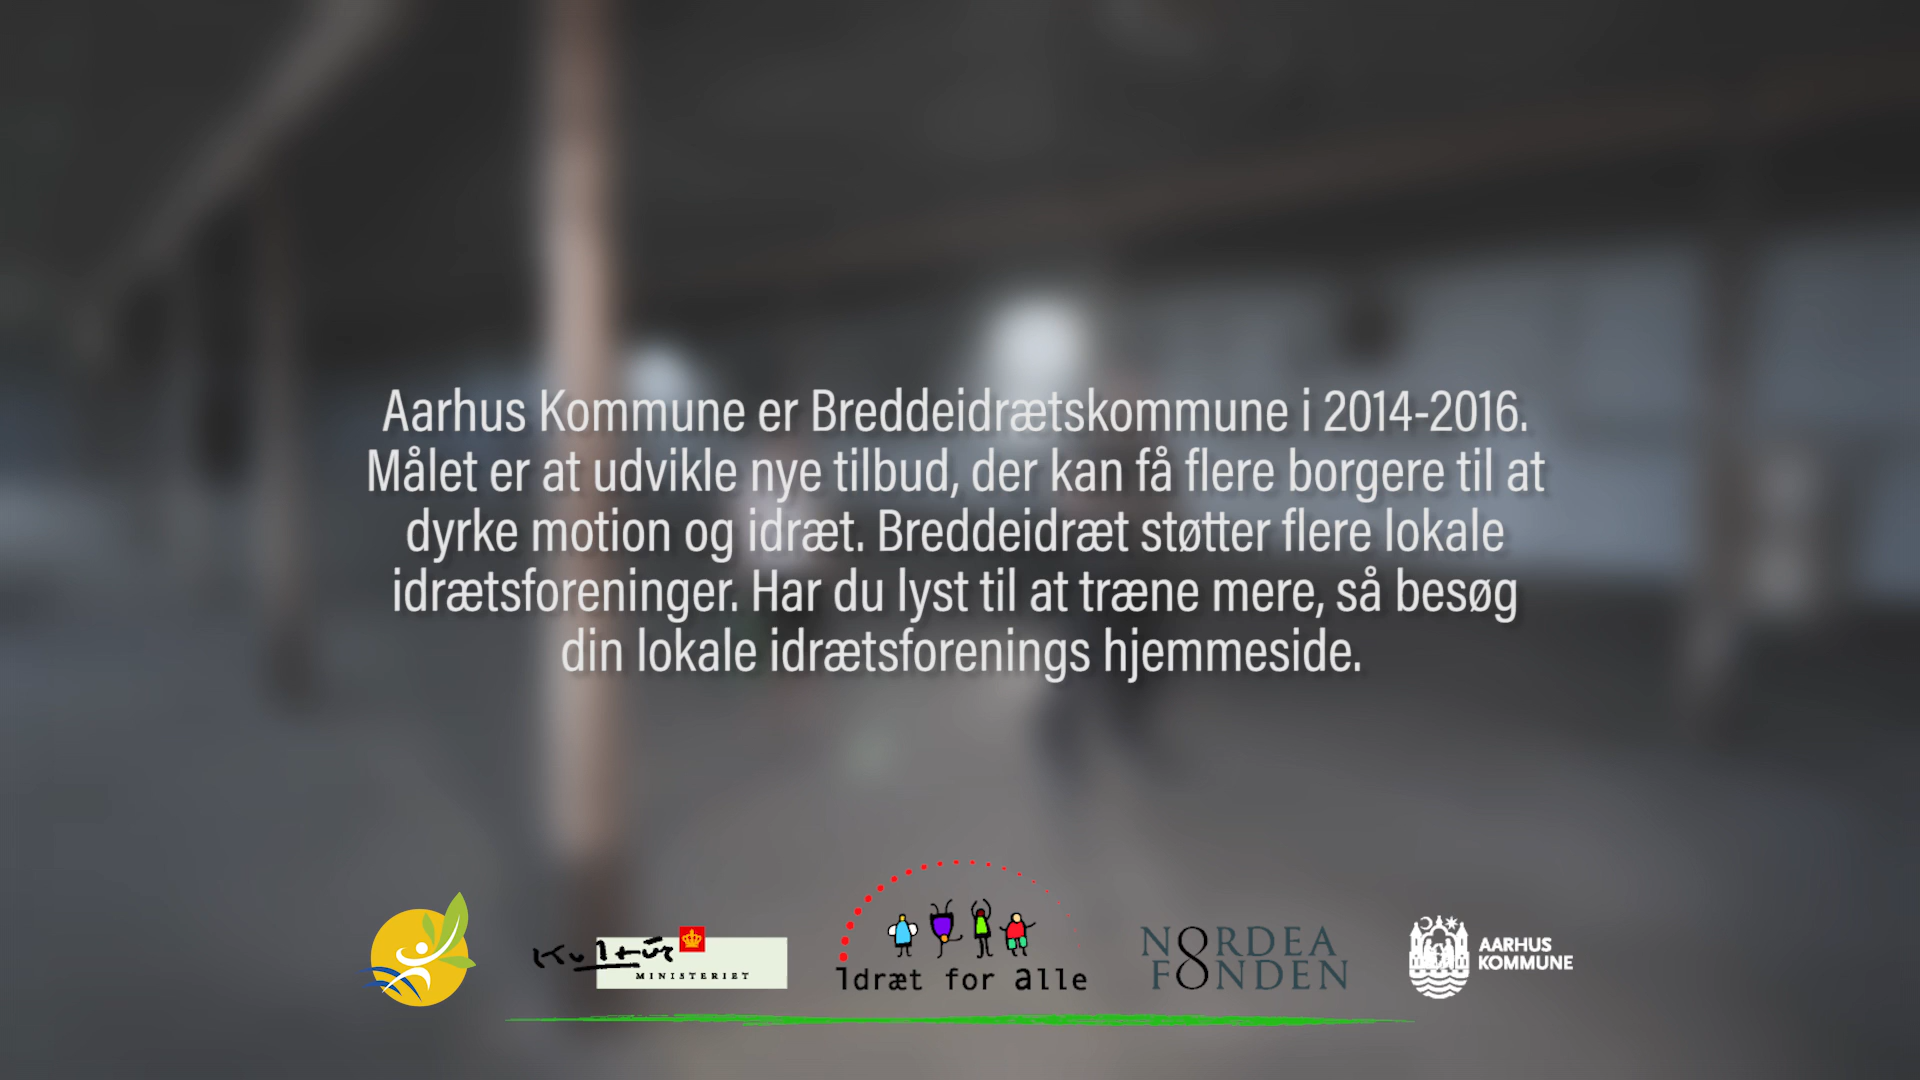 Aarhus Kommune er Breddeidrætskommune i 2014-2016.
Målet er at udvikle nye tilbud, der kan få flere borgere til at
dyrke motion og idræt. Breddeidræt støtter flere lokale
idrætsforeninger. Har du lyst til at træne mere, så besøg
din lokale idrætsforenings hjemmeside.
Kultur
MINISTERIET
Idræt for alle
NORDEA
FONDEN
AARHUS
KOMMUNE